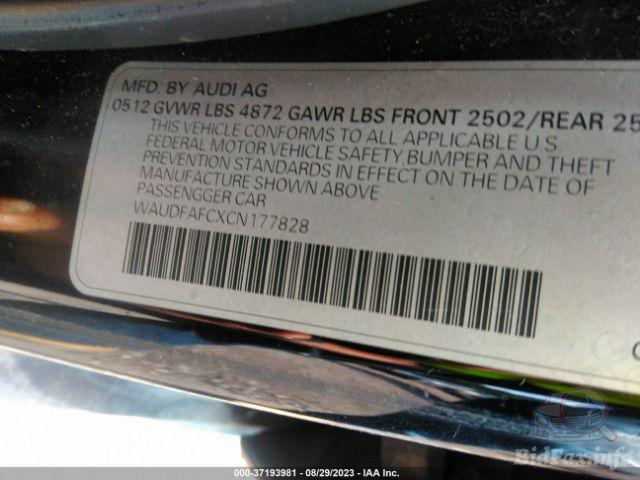 MFD. BY AUDI AG
0512 GVWR LBS 4872 GAWR LBS FRONT 2502/REAR 25
THIS VEHICLE CONFORMS TO ALL APPLICABLE U.S.
FEDERAL MOTOR VEHICLE SAFETY, BUMPER AND THEFT
PREVENTION STANDARDS IN EFFECT ON THE DATE OF
MANUFACTURE SHOWN ABOVE
PASSENGGER CAR
WAUDFAFCXCN177828
BidFax.info
000-37193981 - 08/29/2023 - IAA Inc.